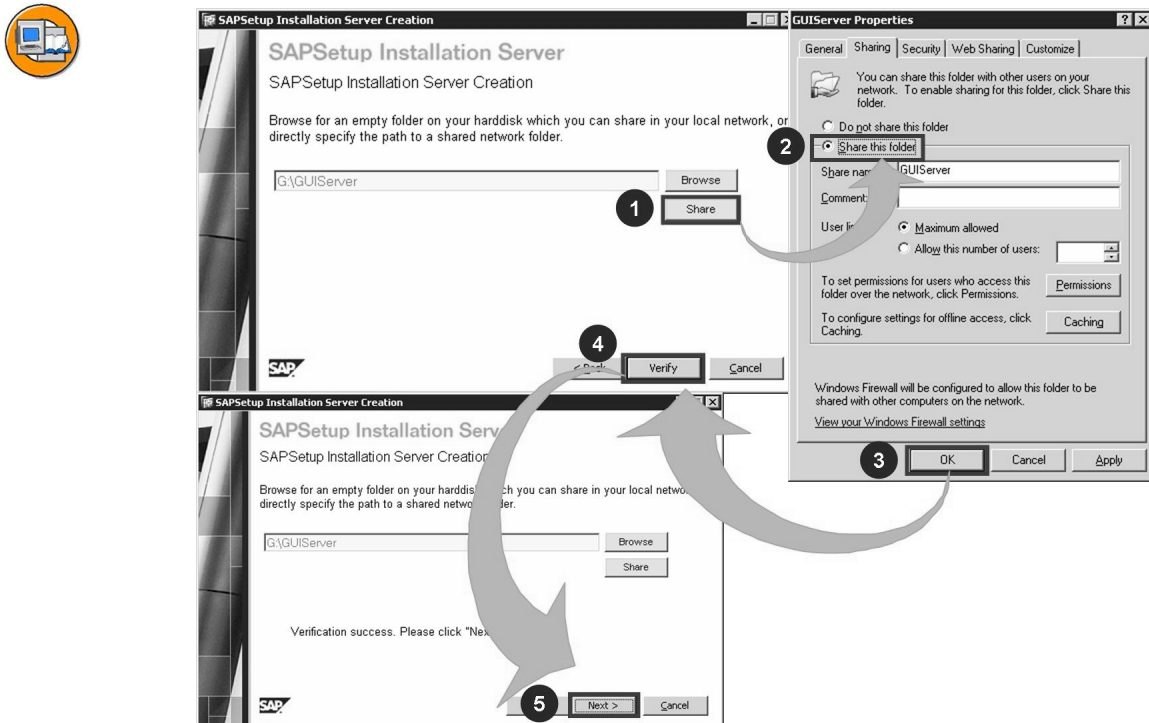 SAPSetup Installation Server Creation
SAPSetup Installation Server
SAPSetup Installation Server Creation
Browse for an empty folder on your harddisk which you can share in your local network, or
directly specify the path to a shared network folder.
G:\GUIServer
Browse
1
Share
4
Verify
Cancel
SAP
GUIServer Properties
General Sharing Security Web Sharing Customize
You can share this folder with other users on your
network. To enable sharing for this folder, click Share this
folder.
Do not share this folder
2
Share this folder
Share GUIServer
Comment:
User
Maximum allowed
Allow this number of users:
To set permissions for users who access this
folder over the network, click Permissions.
Permissions
To configure settings for offline access, click
Caching.
Caching
Windows Firewall will be configured to allow this folder to be
shared with other computers on the network.
View your Windows Firewall settings
3
OK Cancel Apply
SAPSetup Installation Server Creation
SAPSetup Installation
SAPSetup Installation Server Creation
Browse for an empty folder on your you can share in your local
directly specify the path to a shared
G:\GUIServer
Browse
Share
Verification success. Please click
SAP
5
Next >
Cancel